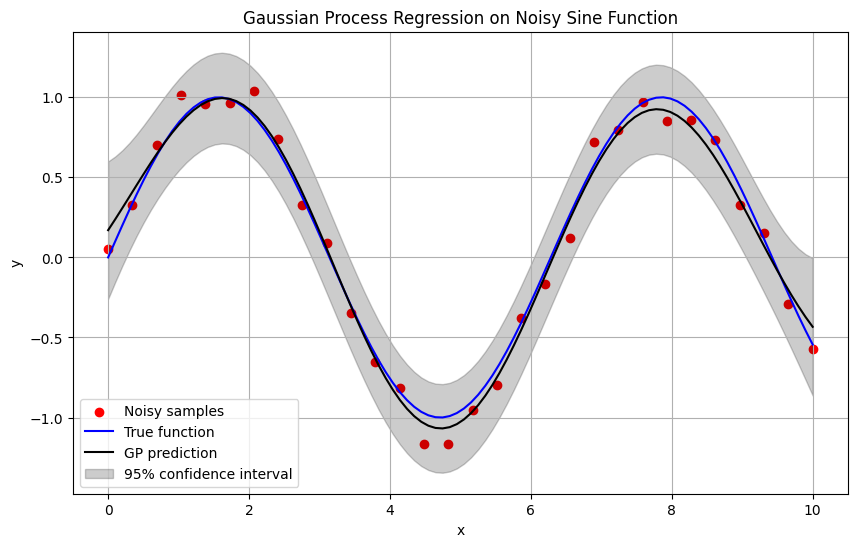 Gaussian Process Regression on Noisy Sine Function
1.0
0.5
0.0
−0.5
−1.0
y
Noisy samples
True function
GP prediction
95% confidence interval
0 2 4 6 8 10
x